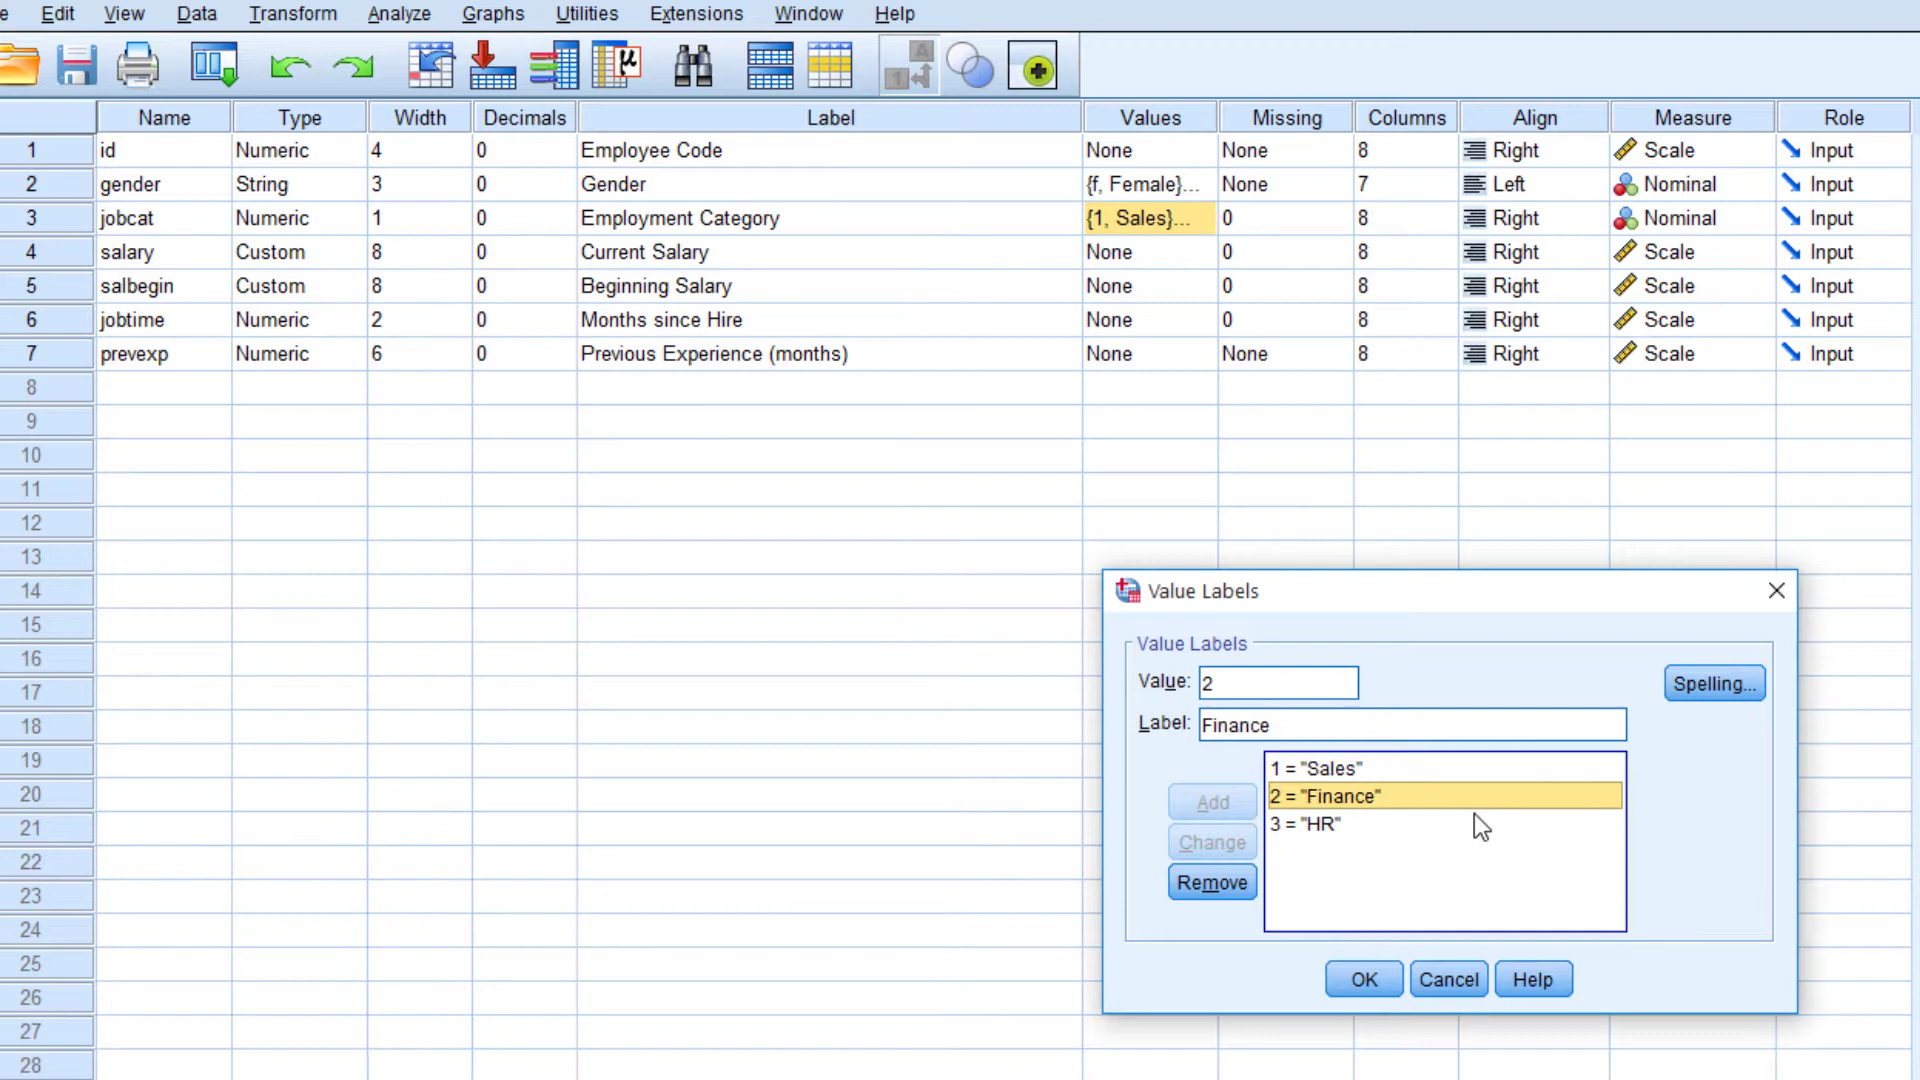 e Edit View Data Transform Analyze Graphs Utilities Extensions Window Help
Name Type Width Decimals Label Values Missing Columns Align Measure Role
1 id Numeric 4 0 Employee Code None None 8 Right Scale Input
2 gender String 3 0 Gender {f, Female}... None 7 Left Nominal Input
3 jobcat Numeric 1 0 Employment Category {1, Sales}... 0 8 Right Nominal Input
4 salary Custom 8 0 Current Salary None 0 8 Right Scale Input
5 salbegin Custom 8 0 Beginning Salary None 0 8 Right Scale Input
6 jobtime Numeric 2 0 Months since Hire None 0 8 Right Scale Input
7 prevexp Numeric 6 0 Previous Experience (months) None None 8 Right Scale Input
8
9
10
11
12
13
14
15
16
17
18
19
20
21
22
23
24
25
26
27
28
Value Labels
Value Labels
Value: 2 Spelling...
Label: Finance
1 = "Sales"
2 = "Finance"
3 = "HR"
Add
Change
Remove
OK Cancel Help